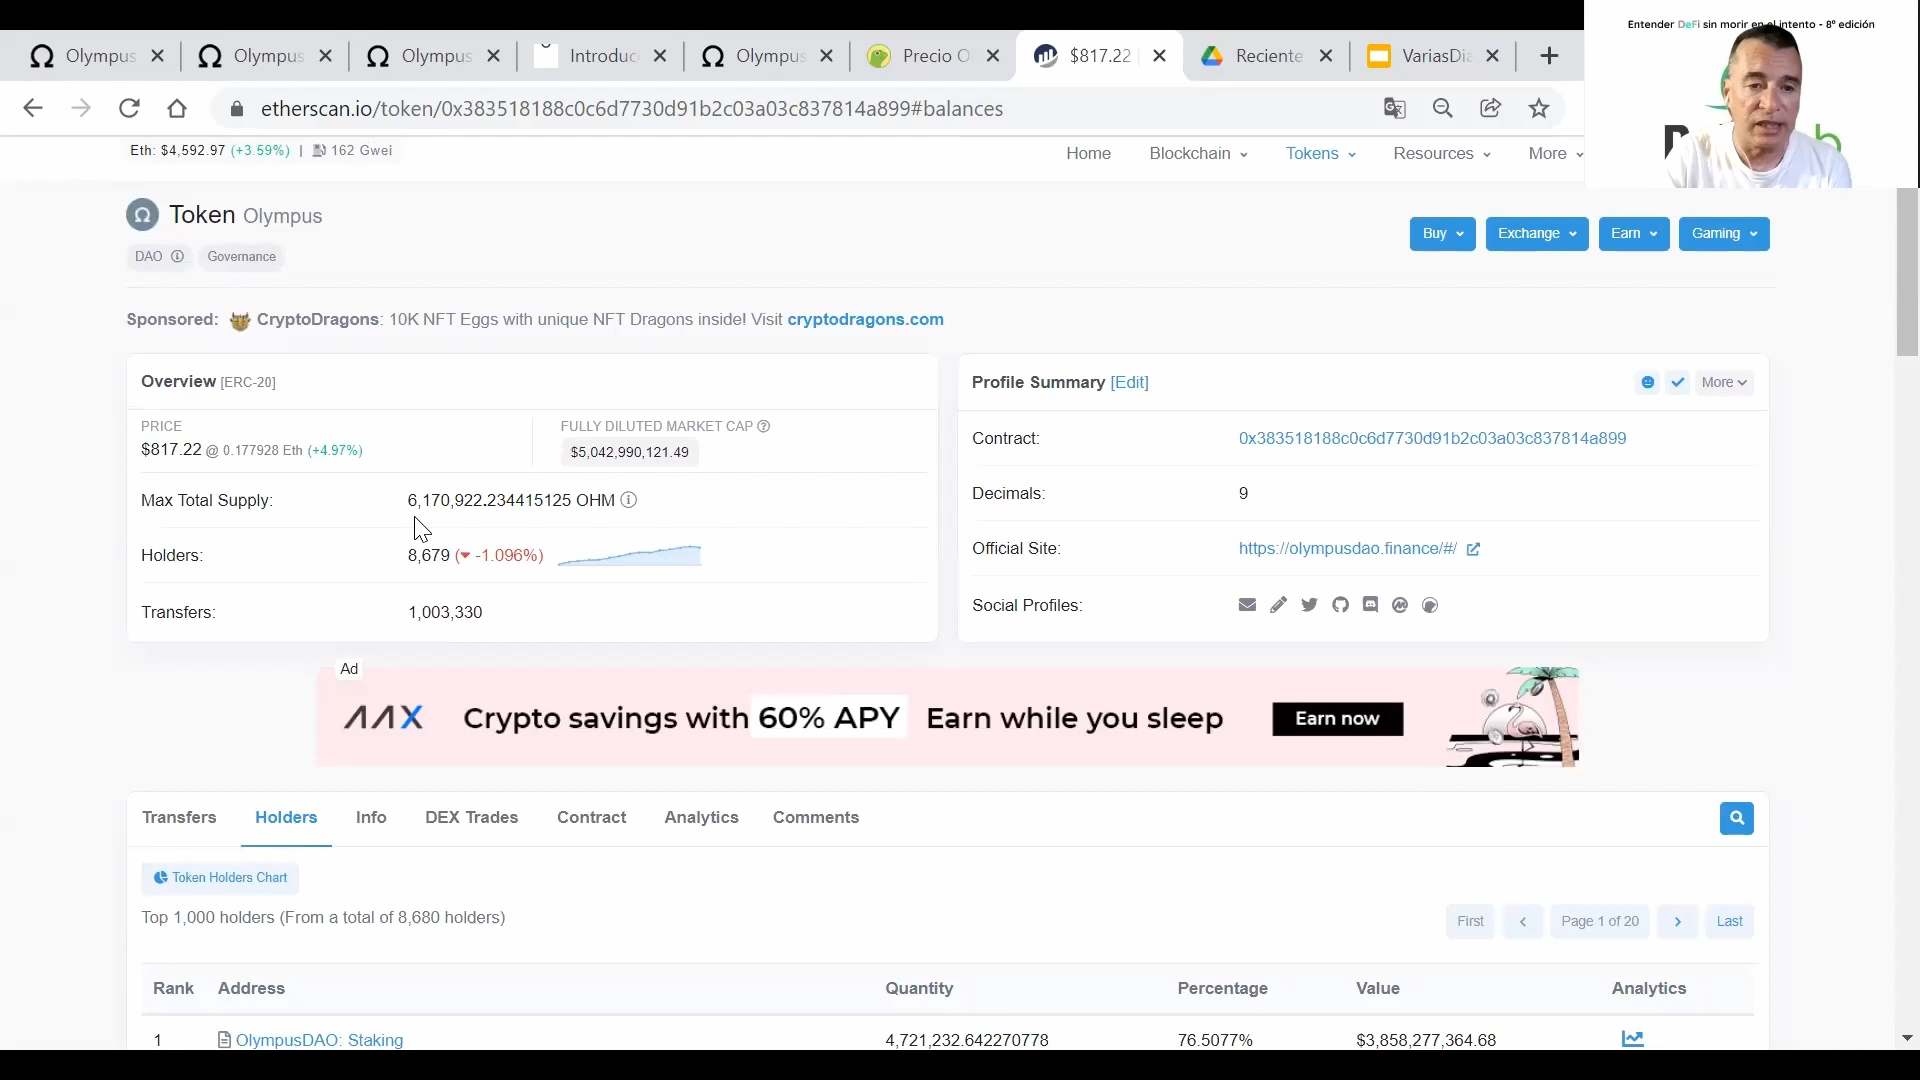 Entender DeFi sin morir en el intento - 8ª edición
Olympus
Olympus
Olympus
Introduc
Olympus
Precio O
$817.22
Reciente
VariasDia
etherscan.io/token/0x383518188c0c6d7730d91b2c03a03c837814a899#balances
Eth: $4,592.97 (+3.59%) | 162 Gwei
Home
Blockchain
Tokens
Resources
More
Token Olympus
DAO
Governance
Buy
Exchange
Earn
Gaming
Sponsored: CryptoDragons: 10K NFT Eggs with unique NFT Dragons inside! Visit cryptodragons.com
Overview [ERC-20]
PRICE
$817.22 @ 0.177928 Eth (+4.97%)
FULLY DILUTED MARKET CAP
$5,042,990,121.49
Max Total Supply: 6,170,922.234415125 OHM
Holders: 8,679 (-1.096%)
Transfers: 1,003,330
Profile Summary [Edit]
More
Contract: 0x383518188c0c6d7730d91b2c03a03c837814a899
Decimals: 9
Official Site: https://olympusdao.finance/#/
Social Profiles:
Ad
AAX Crypto savings with 60% APY Earn while you sleep Earn now
Transfers
Holders
Info
DEX Trades
Contract
Analytics
Comments
Token Holders Chart
Top 1,000 holders (From a total of 8,680 holders)
First
Page 1 of 20
Last
Rank Address Quantity Percentage Value Analytics
1 OlympusDAO: Staking 4,721,232.642270778 76.5077% $3,858,277,364.68